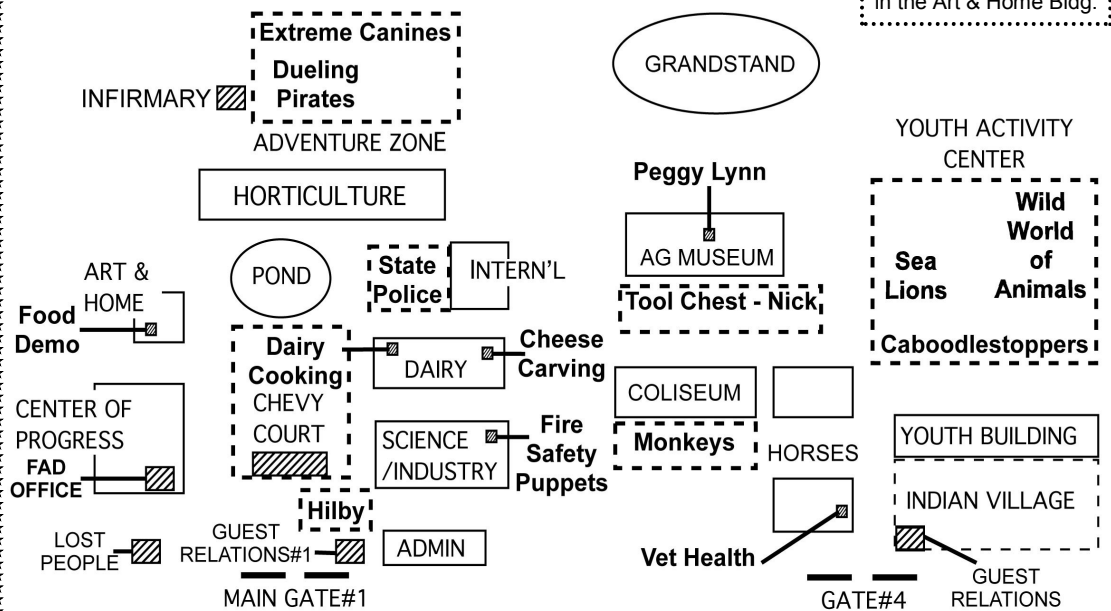 in the Art & Home Bldg.
Extreme Canines
Dueling
Pirates
INFIRMARY
ADVENTURE ZONE
GRANDSTAND
YOUTH ACTIVITY
CENTER
HORTICULTURE
Peggy Lynn
AG MUSEUM
Tool Chest - Nick
Wild
World
of
Animals
Sea
Lions
Caboodlestoppers
ART &
HOME
Food
Demo
POND
State
Police
INTERN'L
Dairy
Cooking
CHEVY
COURT
DAIRY
Cheese
Carving
COLISEUM
Monkeys
HORSES
CENTER OF
PROGRESS
FAD
OFFICE
SCIENCE
/INDUSTRY
Fire
Safety
Puppets
YOUTH BUILDING
INDIAN VILLAGE
Hilby
LOST
PEOPLE
GUEST
RELATIONS#1
ADMIN
Vet Health
GUEST
RELATIONS
MAIN GATE#1
GATE#4